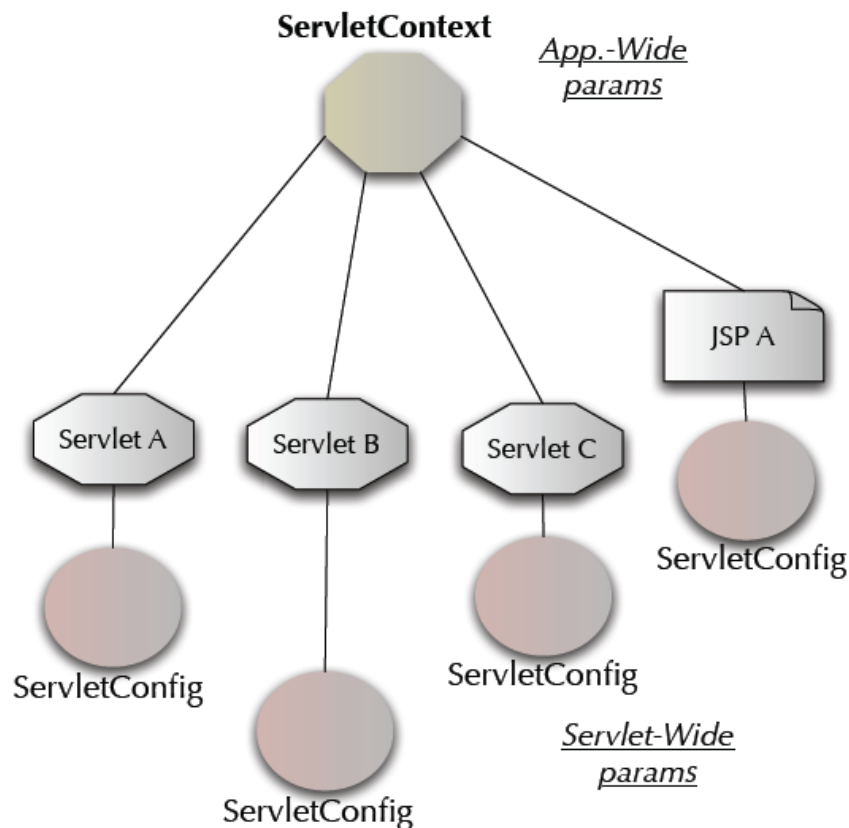 ServletContext
App.-Wide
params
JSP A
Servlet A
Servlet B
Servlet C
ServletConfig
ServletConfig
ServletConfig
ServletConfig
Servlet-Wide
params